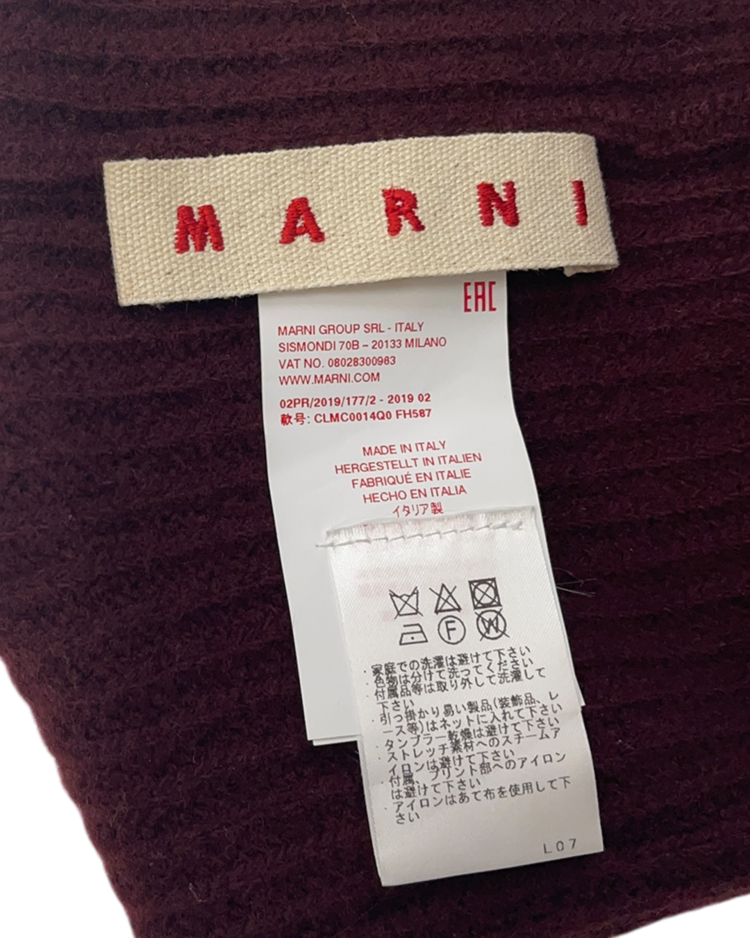 MARNI
EAC
MARNI GROUP SRL - ITALY
SISMONDI 70B – 20133 MILANO
VAT NO. 08028300963
WWW.MARNI.COM
02PR/2019/177/2 - 2019 02
款号: CLMC0014Q0 FH587
MADE IN ITALY
HERGESTELLT IN ITALIEN
FABRIQUÉ EN ITALIE
HECHO EN ITALIA
イタリア製
F
W
・家庭での洗濯は避けて下さい
・色物は分けて洗ってください
・付属品等は取り外して洗濯して
下さい
・引っ掛かり易い製品(装飾品、レ
ース等)はネットに入れて下さい
・タンブラー乾燥は避けて下さい
・ストレッチ素材へのスチームア
イロンは避けて下さい
・付属、プリント部へのアイロン
は避けて下さい
・アイロンはあて布を使用して下
さい
L07